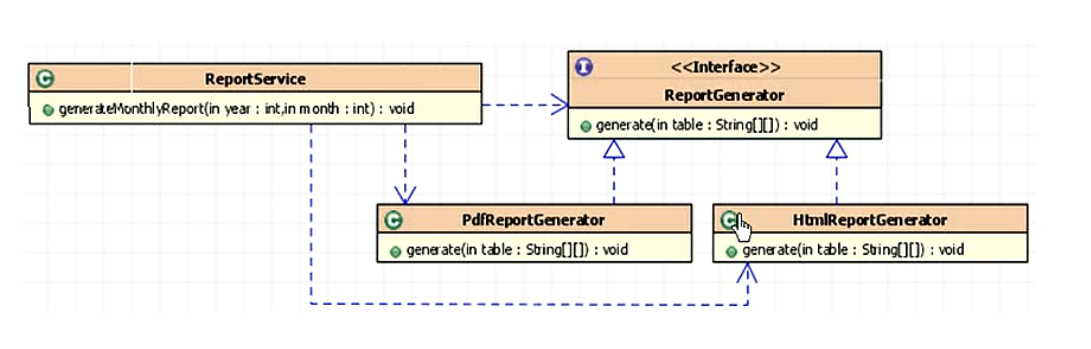 C
ReportService
generateMonthlyReport(in year : int,in month : int) : void
I
<<Interface>>
ReportGenerator
generate(in table : String[][]) : void
C
PdfReportGenerator
generate(in table : String[][]) : void
C
HtmlReportGenerator
generate(in table : String[][]) : void